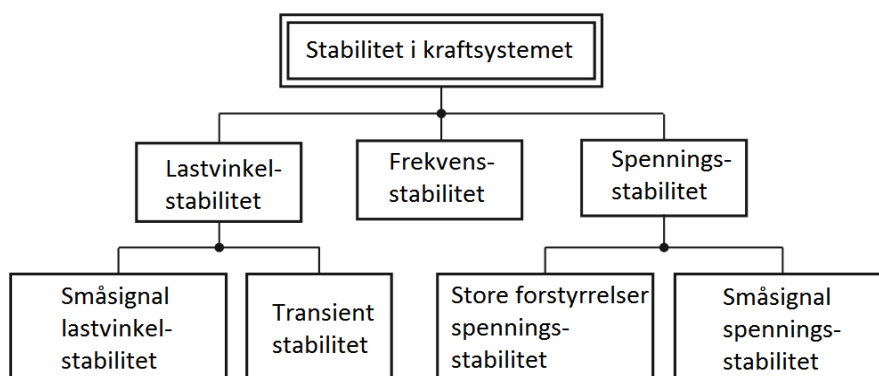 Stabilitet i kraftsystemet
Lastvinkel-
stabilitet
Frekvens-
stabilitet
Spennings-
stabilitet
Småsignal
lastvinkel-
stabilitet
Transient
stabilitet
Store forstyrrelser
spennings-
stabilitet
Småsignal
spennings-
stabilitet